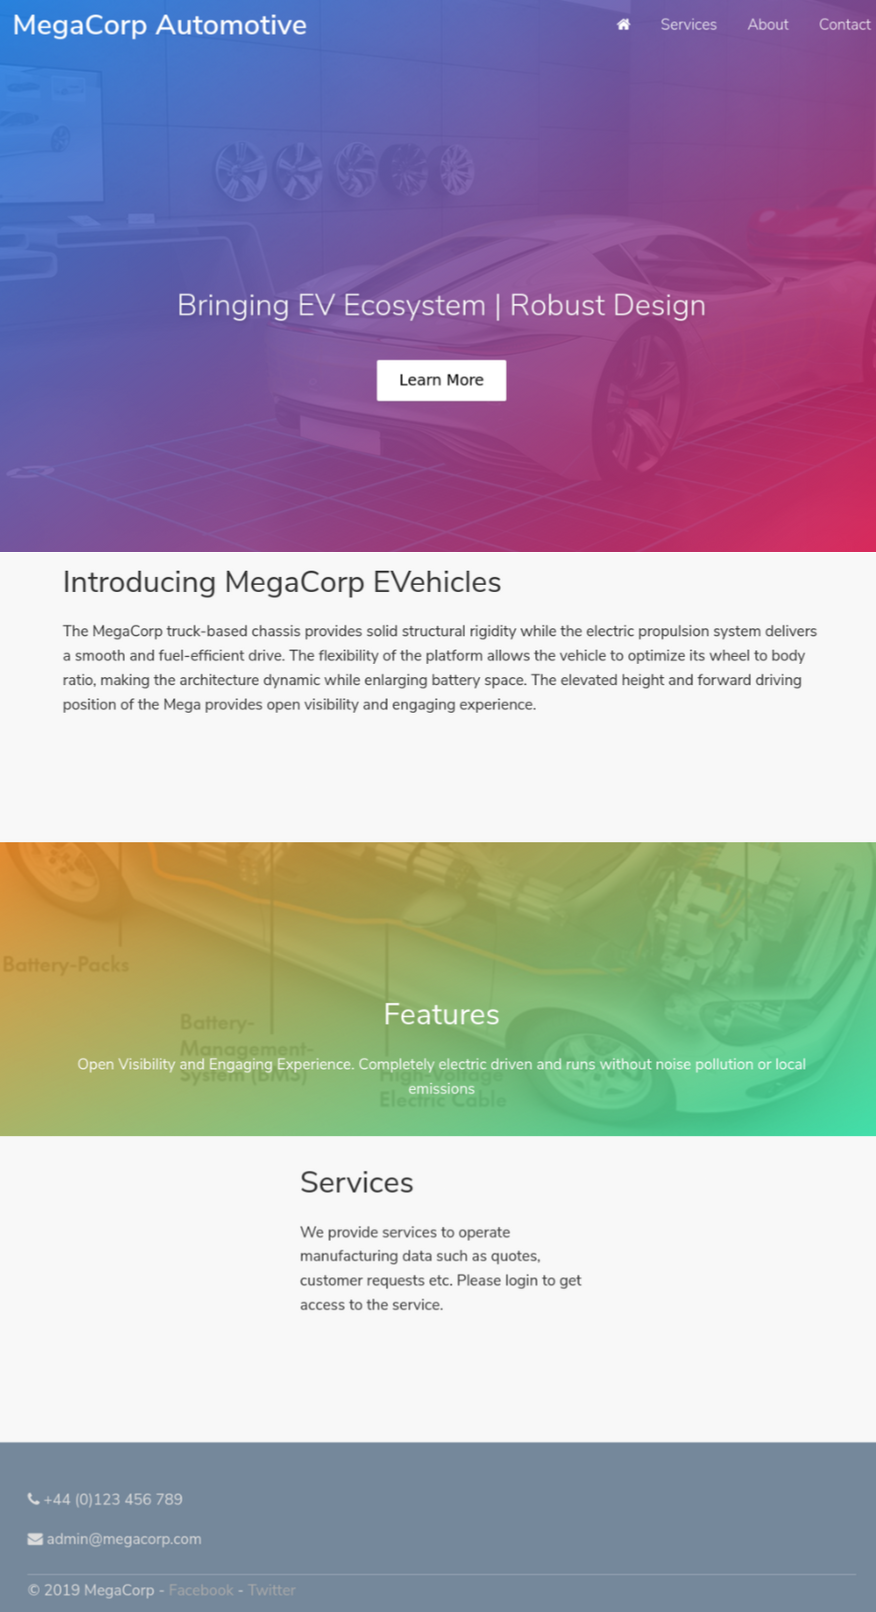 MegaCorp Automotive
Services About Contact
Bringing EV Ecosystem | Robust Design
Learn More
Introducing MegaCorp EVehicles
The MegaCorp truck-based chassis provides solid structural rigidity while the electric propulsion system delivers
a smooth and fuel-efficient drive. The flexibility of the platform allows the vehicle to optimize its wheel to body
ratio, making the architecture dynamic while enlarging battery space. The elevated height and forward driving
position of the Mega provides open visibility and engaging experience.
Battery-Packs
Features
Battery-
Management-
System (BMS)
Open Visibility and Engaging Experience. Completely electric driven and runs without noise pollution or local
emissions
High-Voltage
Electric Cable
Services
We provide services to operate
manufacturing data such as quotes,
customer requests etc. Please login to get
access to the service.
+44 (0)123 456 789
admin@megacorp.com
© 2019 MegaCorp - Facebook - Twitter